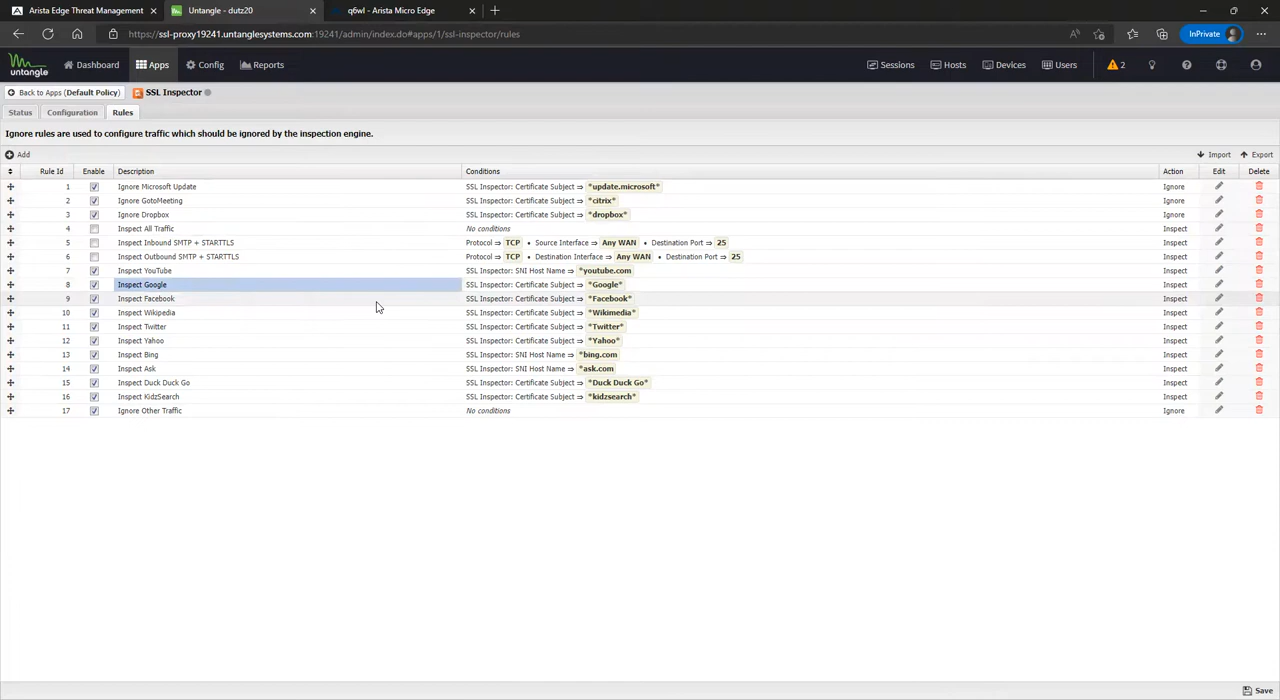 Arista Edge Threat Management
Untangle - dutz20
q6wl - Arista Micro Edge
https://ssl-proxy19241.untanglesystems.com:19241/admin/index.do#apps/1/ssl-inspector/rules
InPrivate
untangle
Dashboard
Apps
Config
Reports
Sessions
Hosts
Devices
Users
2
Back to Apps (Default Policy)
SSL Inspector
Status
Configuration
Rules
Ignore rules are used to configure traffic which should be ignored by the inspection engine.
Add
Import
Export
Rule Id Enable Description Conditions Action Edit Delete
1 Ignore Microsoft Update SSL Inspector: Certificate Subject ⇒ *update.microsoft* Ignore
2 Ignore GotoMeeting SSL Inspector: Certificate Subject ⇒ *citrix* Ignore
3 Ignore Dropbox SSL Inspector: Certificate Subject ⇒ *dropbox* Ignore
4 Inspect All Traffic No conditions Inspect
5 Inspect Inbound SMTP + STARTTLS Protocol ⇒ TCP • Source Interface ⇒ Any WAN • Destination Port ⇒ 25 Inspect
6 Inspect Outbound SMTP + STARTTLS Protocol ⇒ TCP • Destination Interface ⇒ Any WAN • Destination Port ⇒ 25 Inspect
7 Inspect YouTube SSL Inspector: SNI Host Name ⇒ *youtube.com Inspect
8 Inspect Google SSL Inspector: Certificate Subject ⇒ *Google* Inspect
9 Inspect Facebook SSL Inspector: Certificate Subject ⇒ *Facebook* Inspect
10 Inspect Wikipedia SSL Inspector: Certificate Subject ⇒ *Wikimedia* Inspect
11 Inspect Twitter SSL Inspector: Certificate Subject ⇒ *Twitter* Inspect
12 Inspect Yahoo SSL Inspector: Certificate Subject ⇒ *Yahoo* Inspect
13 Inspect Bing SSL Inspector: SNI Host Name ⇒ *bing.com Inspect
14 Inspect Ask SSL Inspector: SNI Host Name ⇒ *ask.com Inspect
15 Inspect Duck Duck Go SSL Inspector: Certificate Subject ⇒ *Duck Duck Go* Inspect
16 Inspect KidzSearch SSL Inspector: Certificate Subject ⇒ *kidzsearch* Inspect
17 Ignore Other Traffic No conditions Ignore
Save